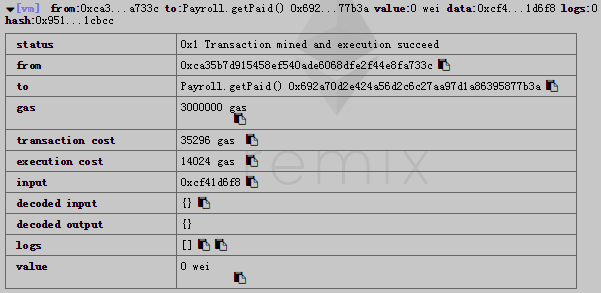 [vm] from:0xca3...a733c to:Payroll.getPaid() 0x692...77b3a value:0 wei data:0xcf4...1d6f8 logs:0
hash:0x951...1cbcc
status 0x1 Transaction mined and execution succeed
from 0xca35b7d915458ef540ade6068dfe2f44e8fa733c
to Payroll.getPaid() 0x692a70d2e424a56d2c6c27aa97d1a86395877b3a
gas 3000000 gas
transaction cost 35296 gas
execution cost 14024 gas
input 0xcf41d6f8
decoded input {}
decoded output {}
logs []
value 0 wei
remix